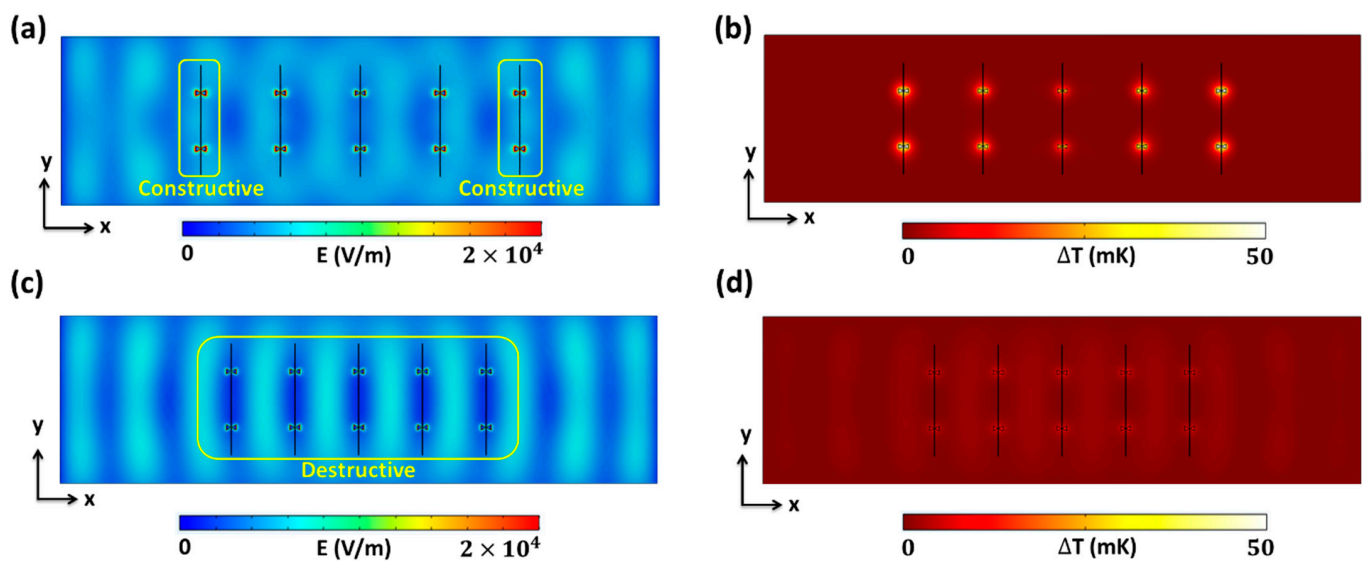 (a)
Constructive
Constructive
y
x
0
E (V/m)
2 × 10⁴
(b)
y
x
0
ΔT (mK)
50
(c)
Destructive
y
x
0
E (V/m)
2 × 10⁴
(d)
y
x
0
ΔT (mK)
50